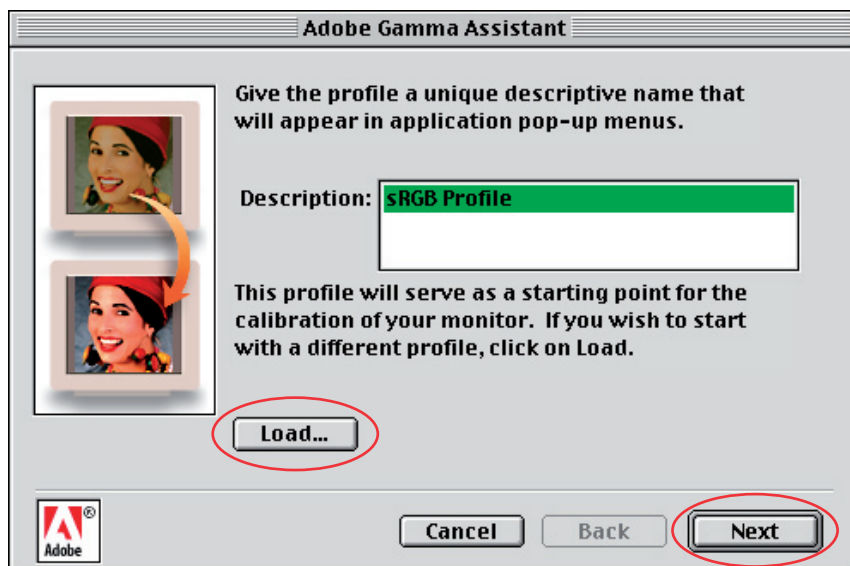 Adobe Gamma Assistant
Give the profile a unique descriptive name that
will appear in application pop-up menus.
Description: sRGB Profile
This profile will serve as a starting point for the
calibration of your monitor. If you wish to start
with a different profile, click on Load.
Load...
Adobe ®
Cancel Back Next